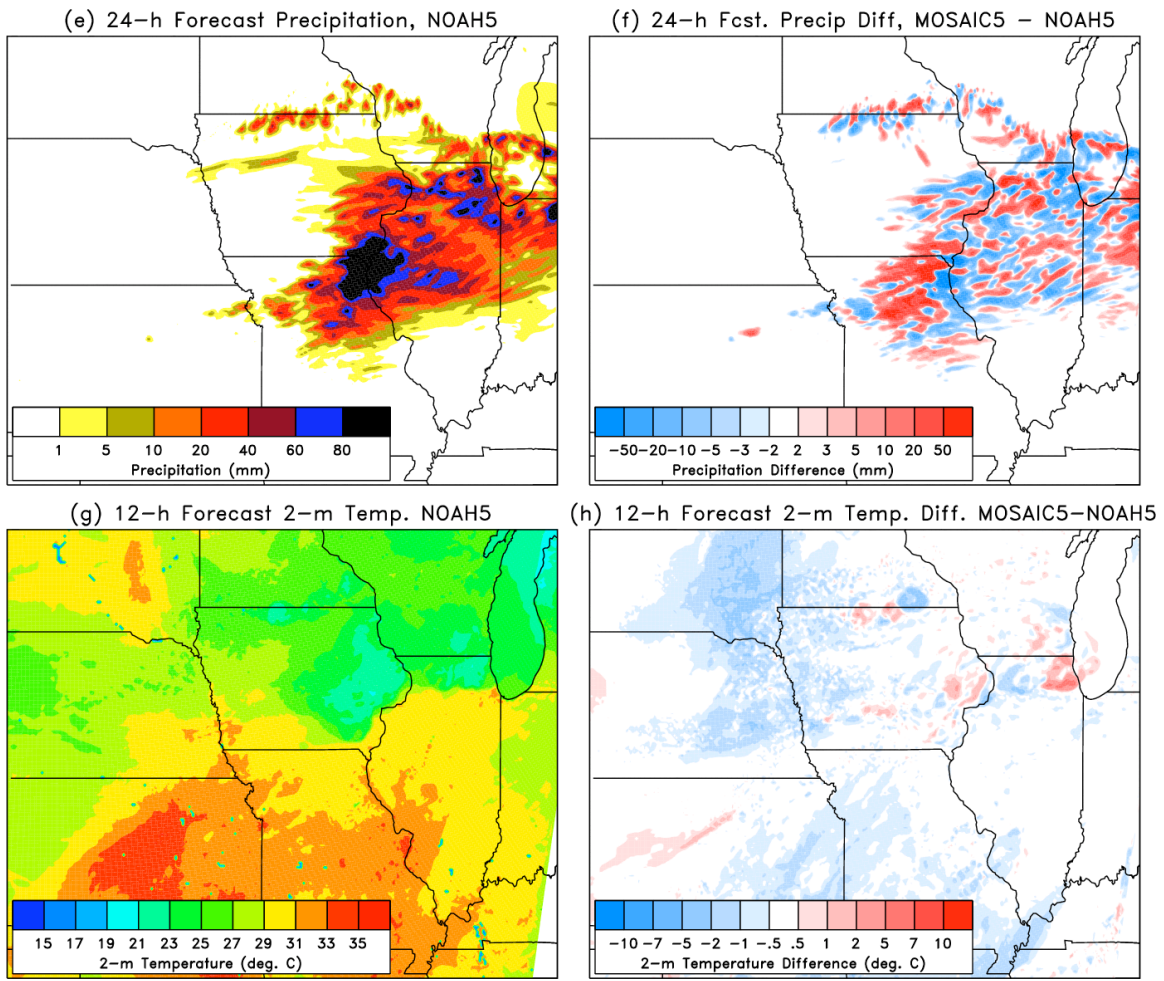 (e) 24-h Forecast Precipitation, NOAH5
(f) 24-h Fcst. Precip Diff, MOSAIC5 - NOAH5
1 5 10 20 40 60 80
Precipitation (mm)
-50 -20 -10 -5 -3 -2 2 3 5 10 20 50
Precipitation Difference (mm)
(g) 12-h Forecast 2-m Temp. NOAH5
(h) 12-h Forecast 2-m Temp. Diff. MOSAIC5-NOAH5
15 17 19 21 23 25 27 29 31 33 35
2-m Temperature (deg. C)
-10 -7 -5 -2 -1 -.5 .5 1 2 5 7 10
2-m Temperature Difference (deg. C)